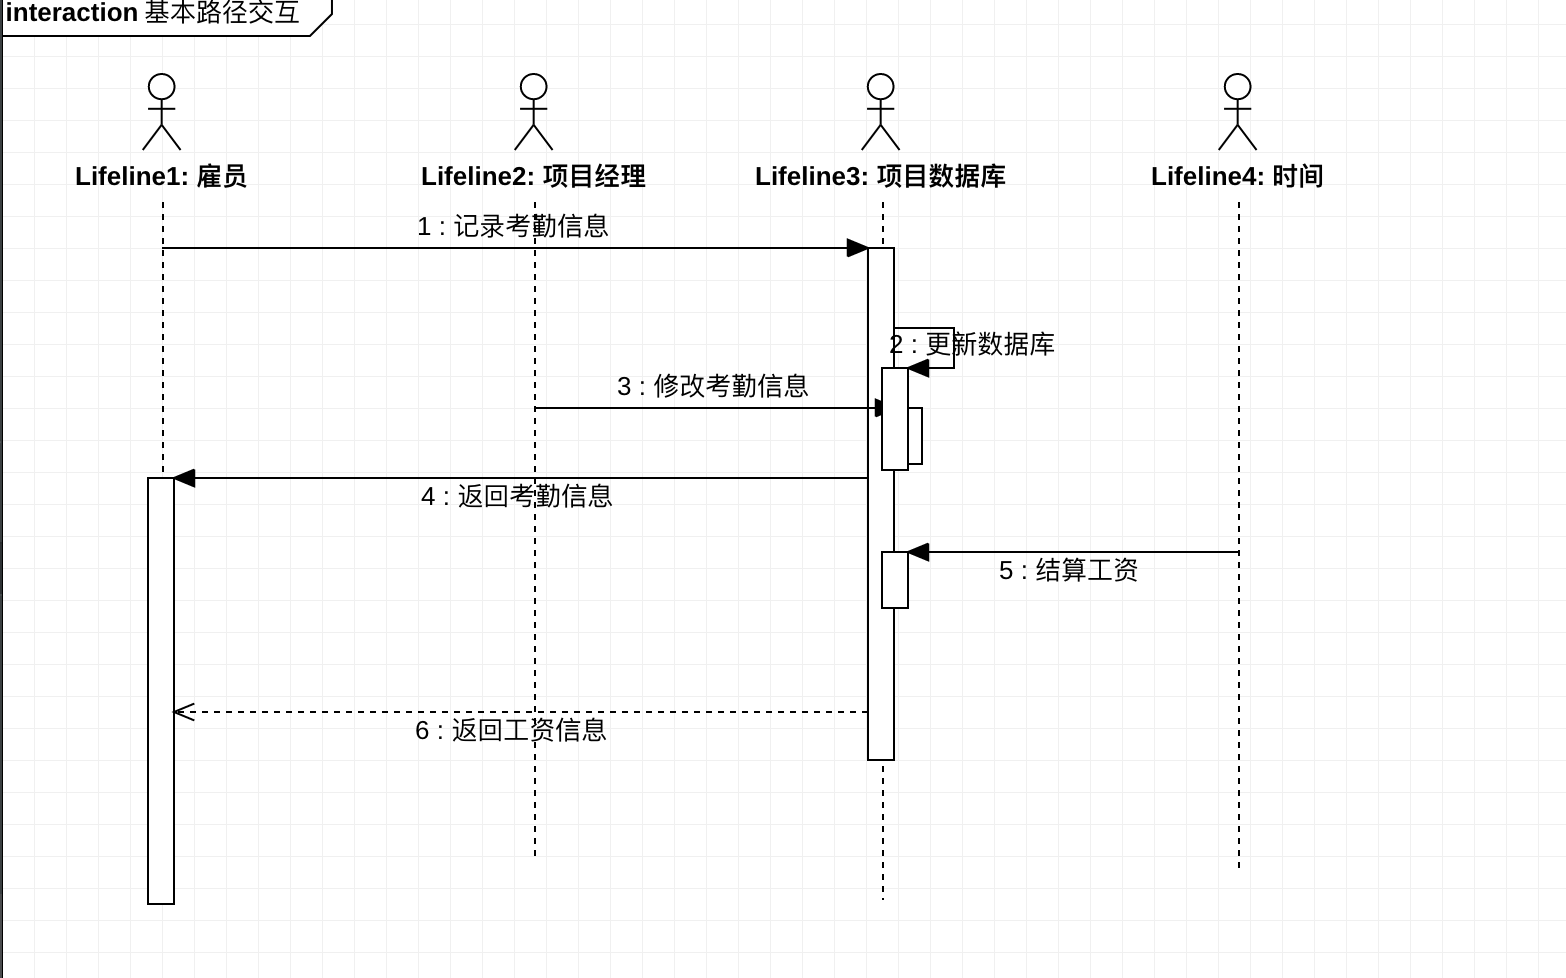 interaction 基本路径交互
Lifeline1: 雇员
Lifeline2: 项目经理
Lifeline3: 项目数据库
Lifeline4: 时间
1 : 记录考勤信息
2 : 更新数据库
3 : 修改考勤信息
4 : 返回考勤信息
5 : 结算工资
6 : 返回工资信息